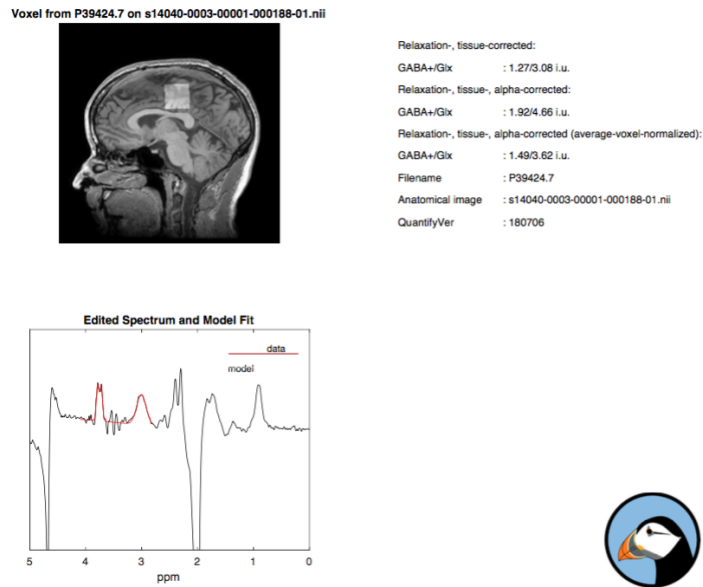 Voxel from P39424.7 on s14040-0003-00001-000188-01.nii
Relaxation-, tissue-corrected:
GABA+/Glx : 1.27/3.08 i.u.
Relaxation-, tissue-, alpha-corrected:
GABA+/Glx : 1.92/4.66 i.u.
Relaxation-, tissue-, alpha-corrected (average-voxel-normalized):
GABA+/Glx : 1.49/3.62 i.u.
Filename : P39424.7
Anatomical image : s14040-0003-00001-000188-01.nii
QuantifyVer : 180706
Edited Spectrum and Model Fit
data
model
5 4 3 2 1 0
ppm